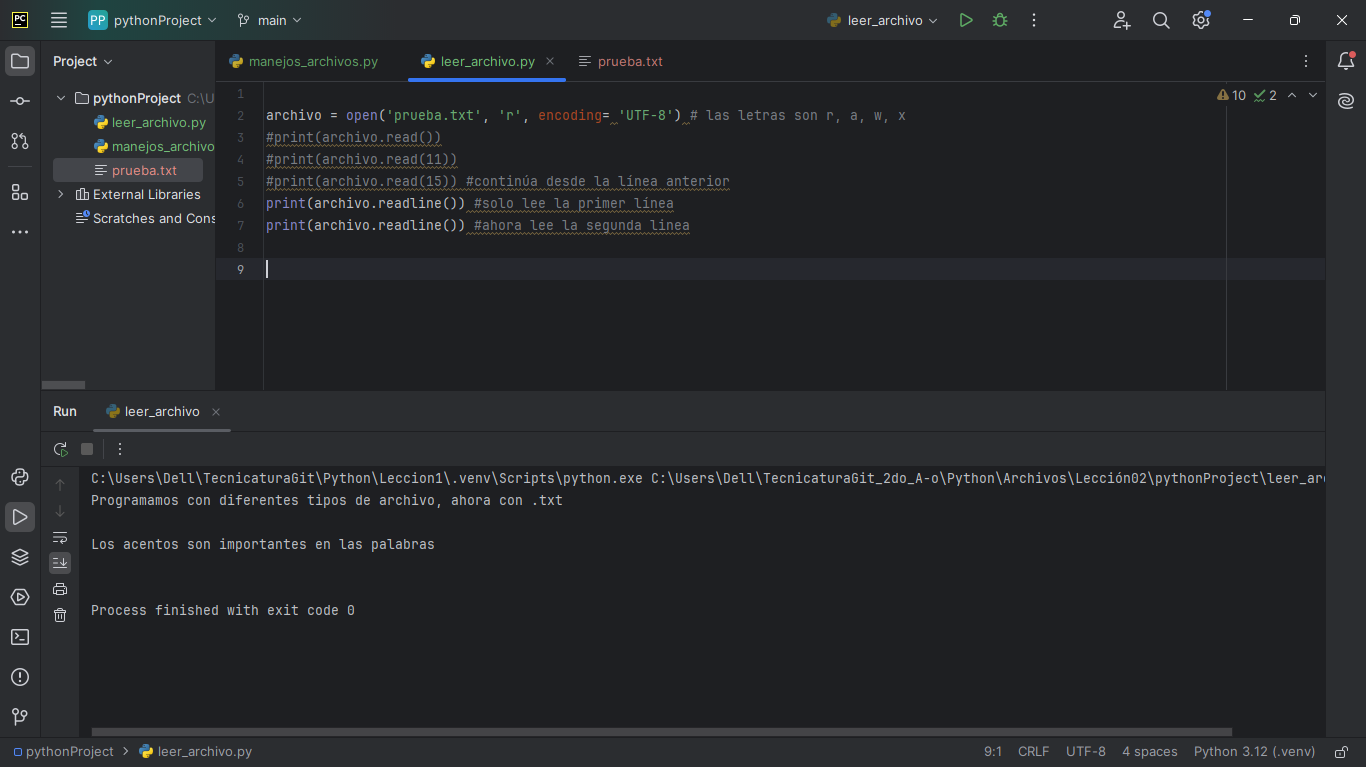 PC PP pythonProject main leer_archivo
Project
manejos_archivos.py leer_archivo.py prueba.txt
pythonProject C:\U
leer_archivo.py
manejos_archivo
prueba.txt
External Libraries
Scratches and Cons
10 2
1
2 archivo = open('prueba.txt', 'r', encoding= 'UTF-8') # las letras son r, a, w, x
3 #print(archivo.read())
4 #print(archivo.read(11))
5 #print(archivo.read(15)) #continúa desde la línea anterior
6 print(archivo.readline()) #solo lee la primer línea
7 print(archivo.readline()) #ahora lee la segunda linea
8
9
Run leer_archivo
C:\Users\Dell\TecnicaturaGit\Python\Leccion1\.venv\Scripts\python.exe C:\Users\Dell\TecnicaturaGit_2do_A-o\Python\Archivos\Lección02\pythonProject\leer_arc
Programamos con diferentes tipos de archivo, ahora con .txt
Los acentos son importantes en las palabras
Process finished with exit code 0
pythonProject > leer_archivo.py 9:1 CRLF UTF-8 4 spaces Python 3.12 (.venv)